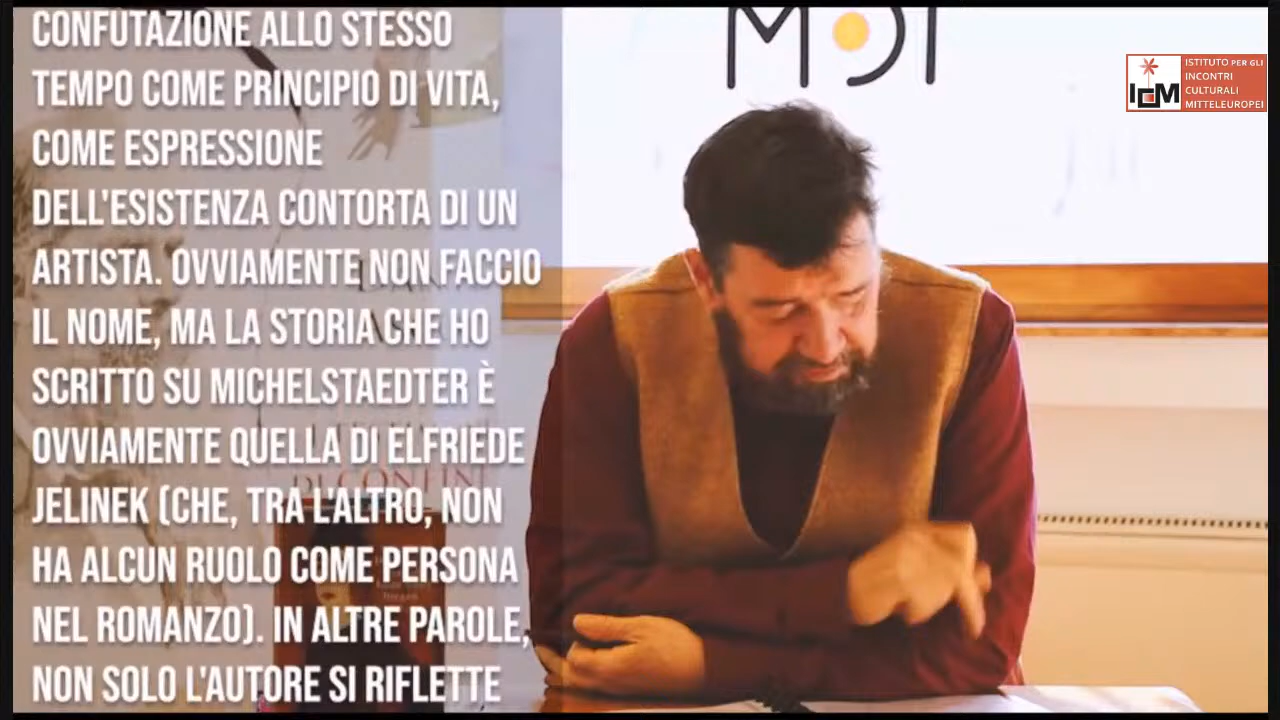 CONFUTAZIONE ALLO STESSO
TEMPO COME PRINCIPIO DI VITA,
COME ESPRESSIONE
DELL'ESISTENZA CONTORTA DI UN
ARTISTA. OVVIAMENTE NON FACCIO
IL NOME, MA LA STORIA CHE HO
SCRITTO SU MICHELSTAEDTER È
OVVIAMENTE QUELLA DI ELFRIEDE
JELINEK (CHE, TRA L'ALTRO, NON
HA ALCUN RUOLO COME PERSONA
NEL ROMANZO). IN ALTRE PAROLE,
NON SOLO L'AUTORE SI RIFLETTE
DI CONFINE
ICM
ISTITUTO PER GLI
INCONTRI
CULTURALI
MITTELEUROPEI